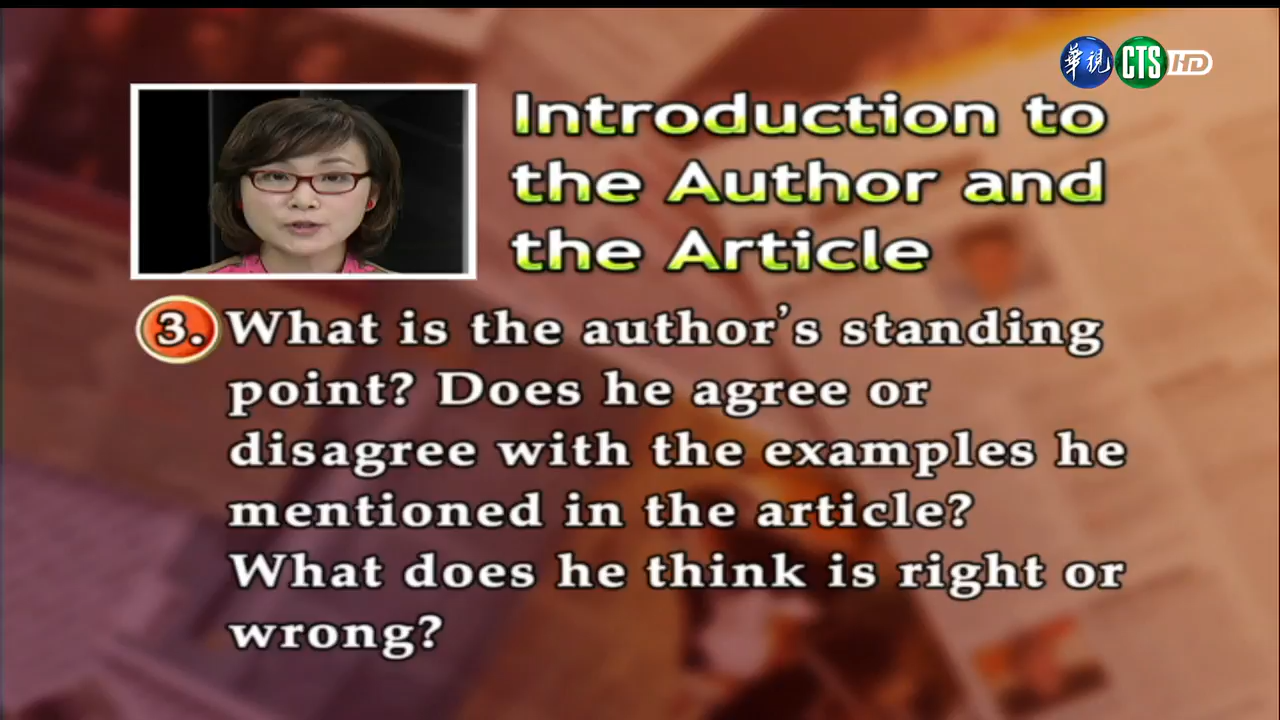 華視 CTS HD
Introduction to
the Author and
the Article
3. What is the author's standing
point? Does he agree or
disagree with the examples he
mentioned in the article?
What does he think is right or
wrong?